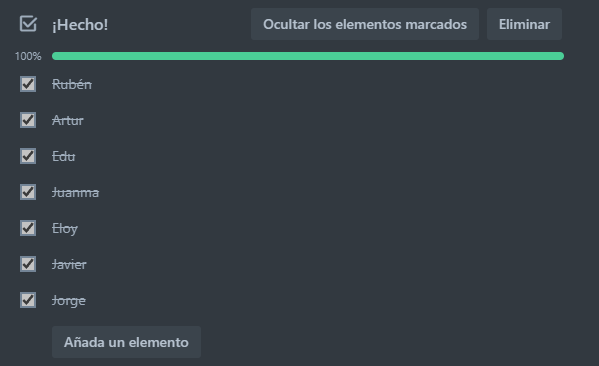 ¡Hecho! Ocultar los elementos marcados Eliminar
100%
Rubén
Artur
Edu
Juanma
Eloy
Javier
Jorge
Añada un elemento